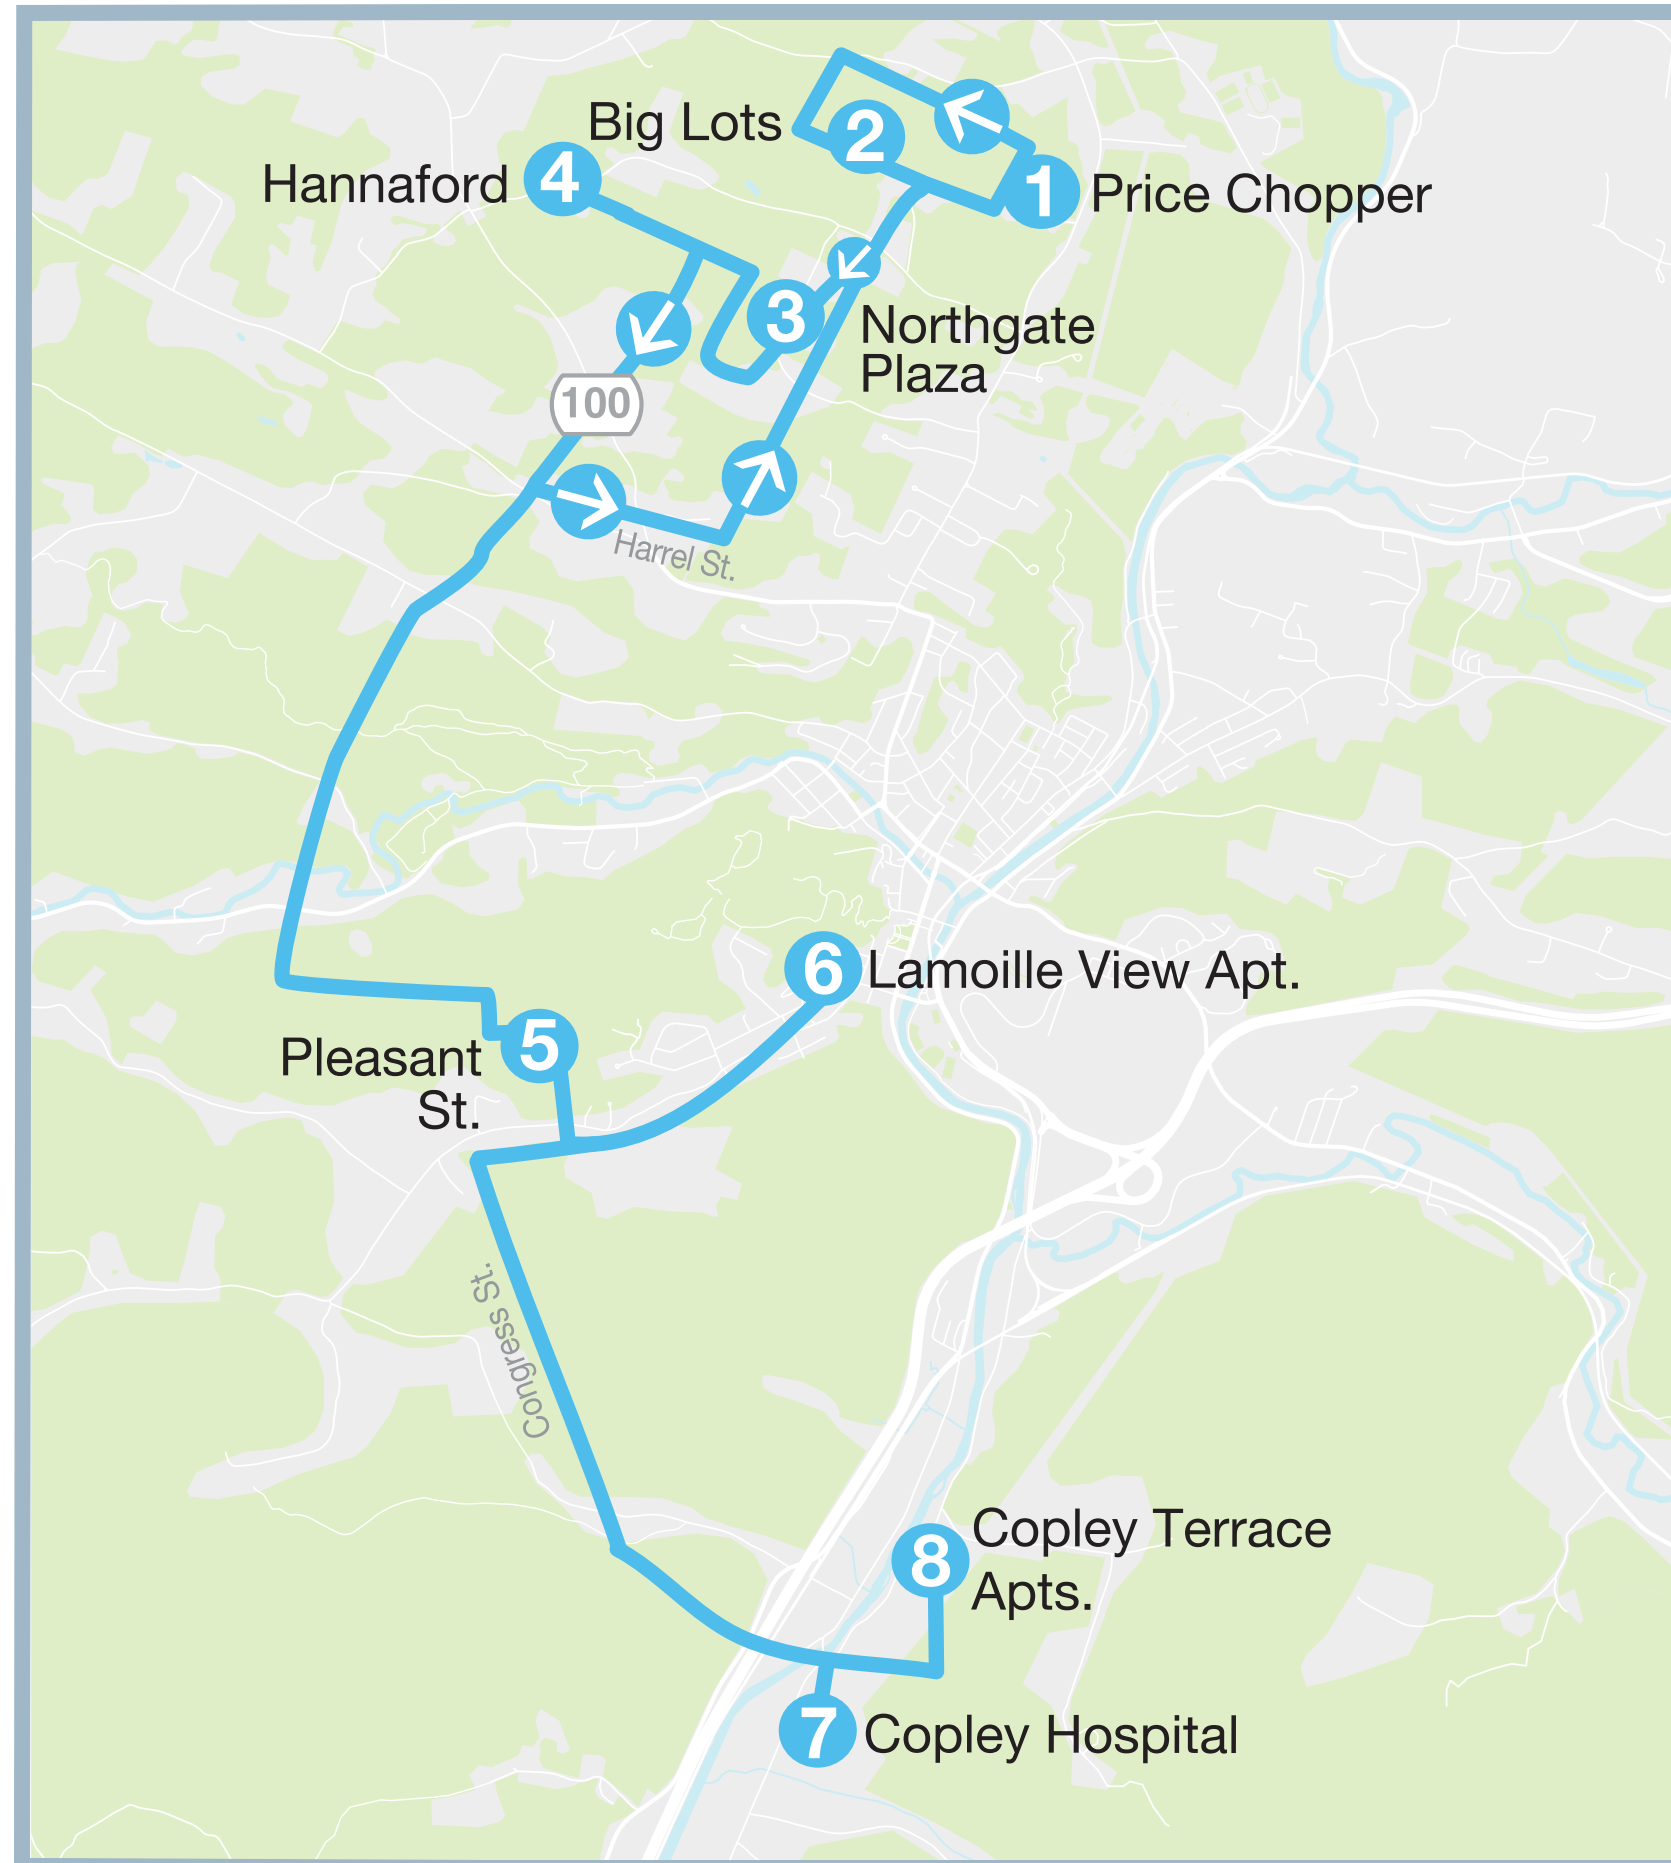 Big Lots
2
1
Price Chopper
Hannaford
4
3
Northgate
Plaza
100
Harrel St.
6
Lamoille View Apt.
5
Pleasant
St.
Congress St.
8
Copley Terrace
Apts.
7
Copley Hospital